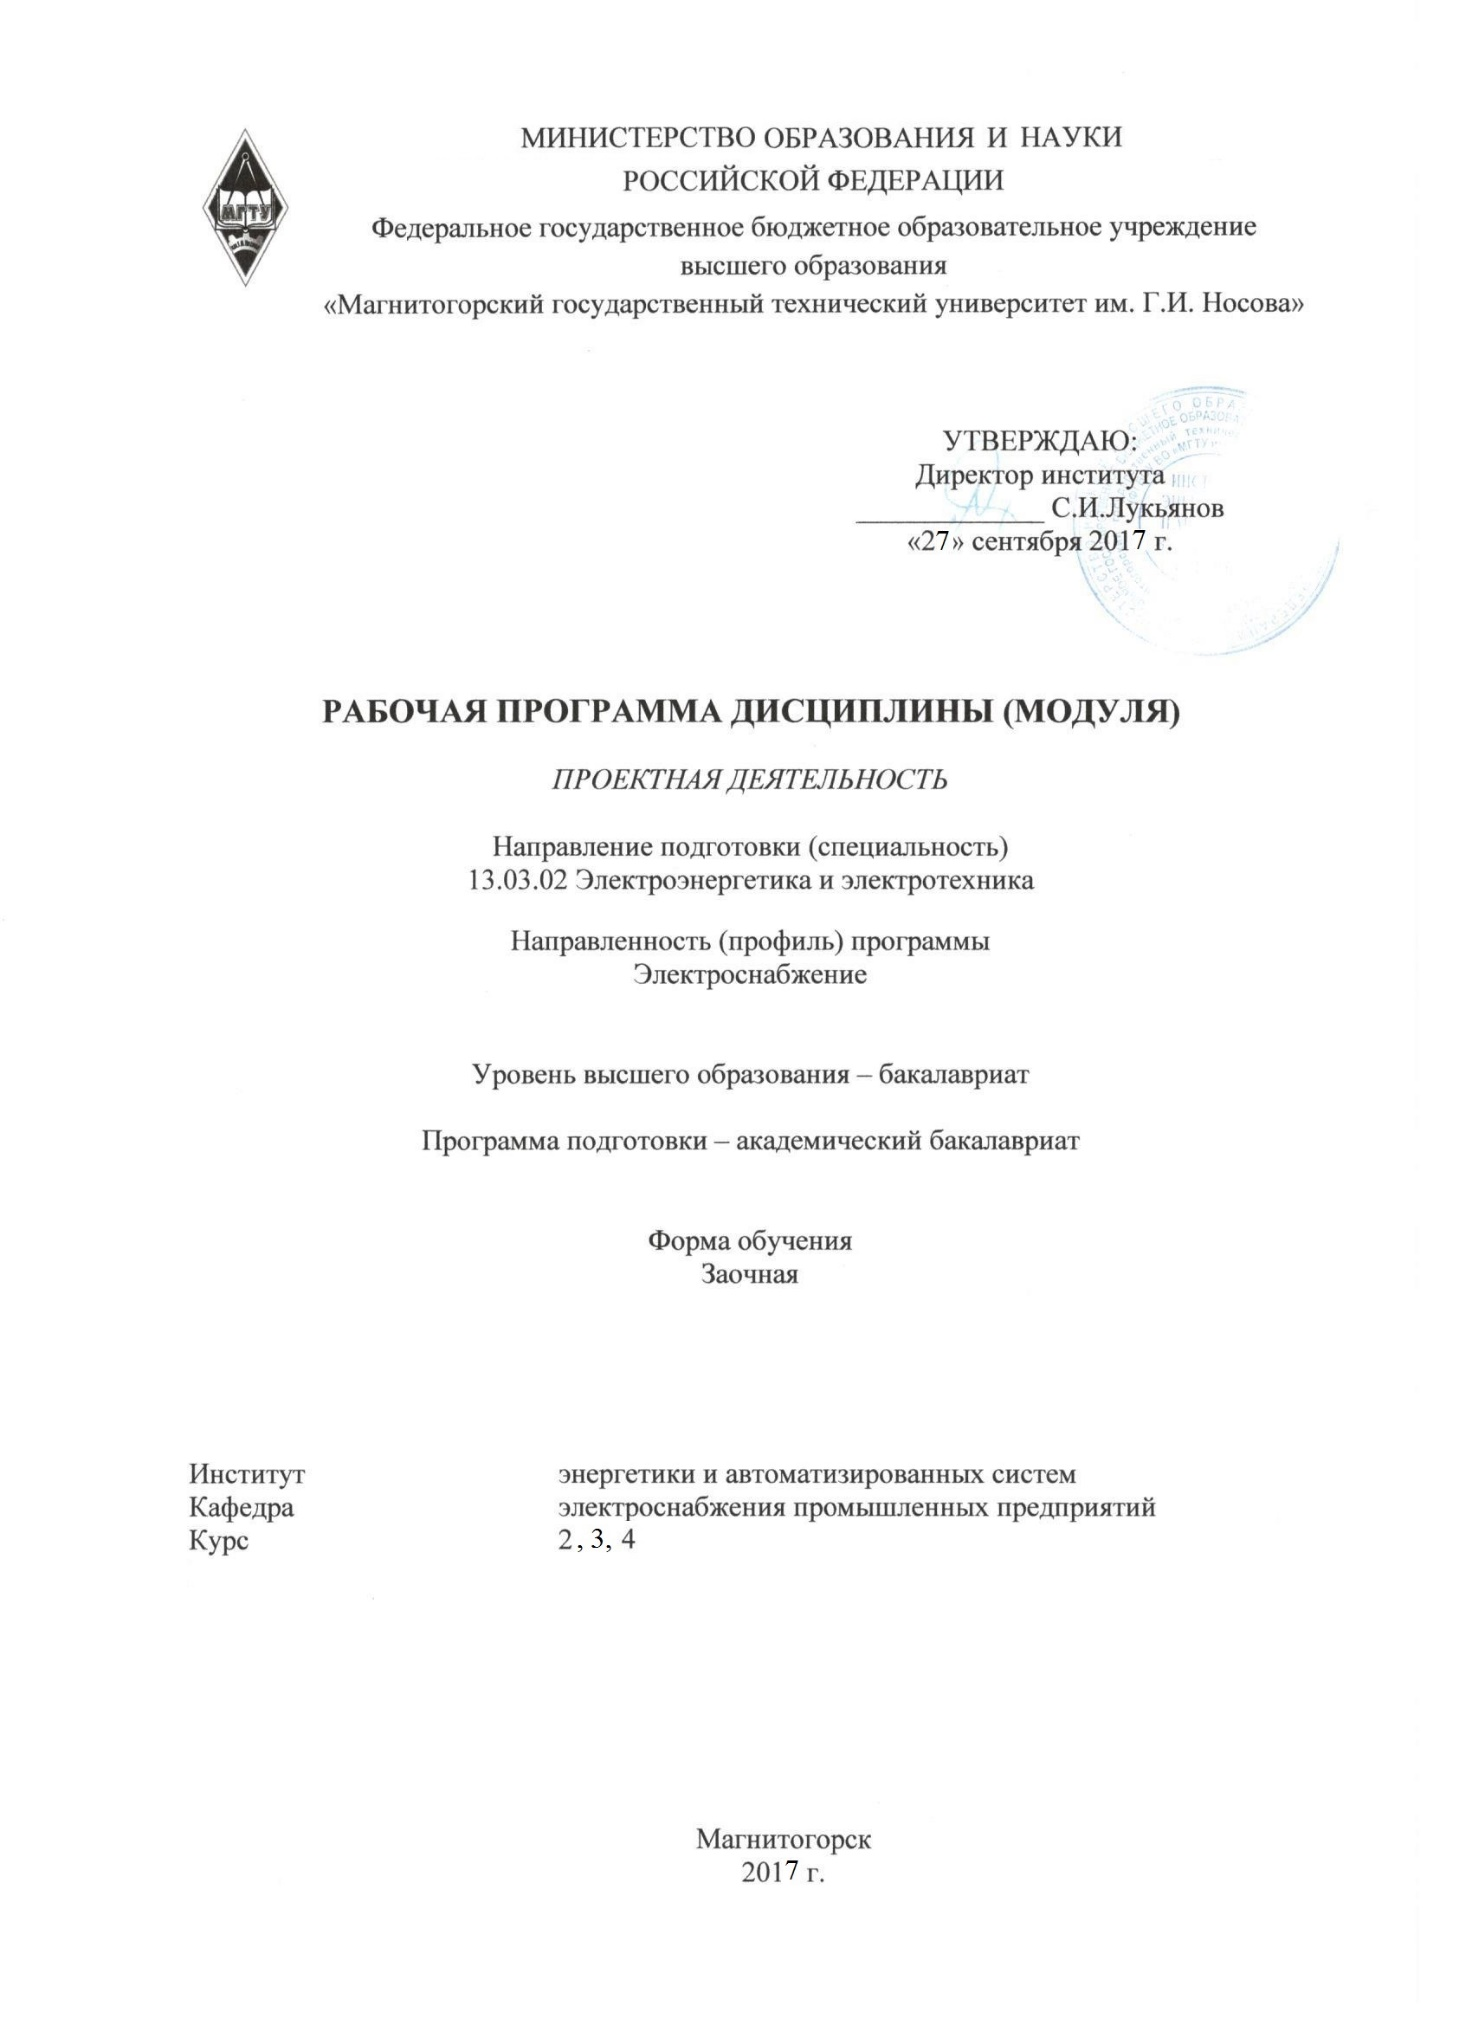 МИНИСТЕРСТВО ОБРАЗОВАНИЯ И НАУКИ
РОССИЙСКОЙ ФЕДЕРАЦИИ
Федеральное государственное бюджетное образовательное учреждение
высшего образования
«Магнитогорский государственный технический университет им. Г.И. Носова»
МГТУ
УТВЕРЖДАЮ:
Директор института
______________ С.И.Лукьянов
«27» сентября 2017 г.
РАБОЧАЯ ПРОГРАММА ДИСЦИПЛИНЫ (МОДУЛЯ)
ПРОЕКТНАЯ ДЕЯТЕЛЬНОСТЬ
Направление подготовки (специальность)
13.03.02 Электроэнергетика и электротехника
Направленность (профиль) программы
Электроснабжение
Уровень высшего образования – бакалавриат
Программа подготовки – академический бакалавриат
Форма обучения
Заочная
Институт энергетики и автоматизированных систем
Кафедра электроснабжения промышленных предприятий
Курс 2, 3, 4
Магнитогорск
2017 г.